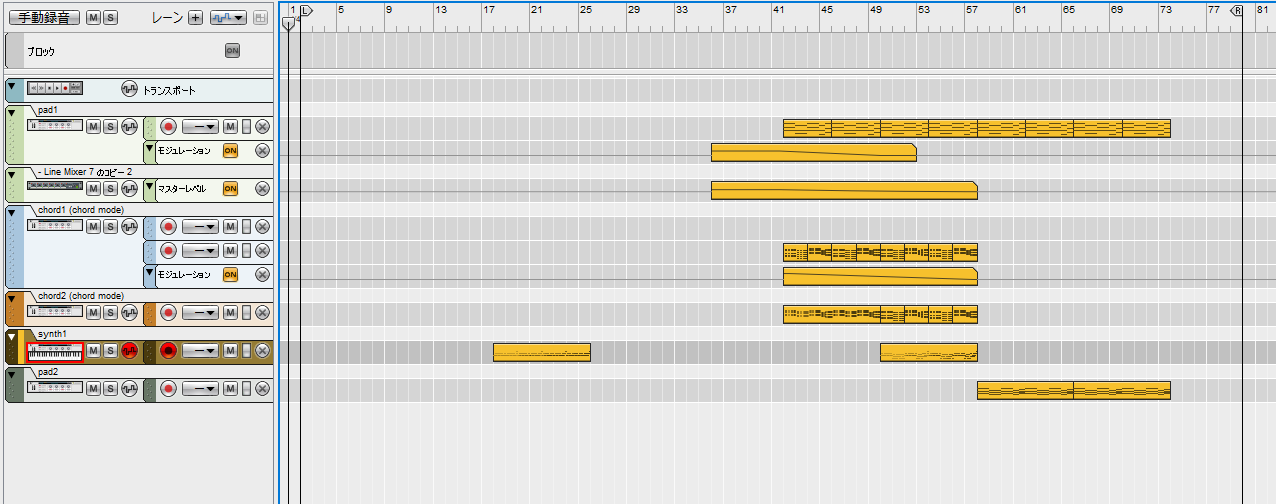 手動録音 M S レーン + 1 L 5 9 13 17 21 25 29 33 37 41 45 49 53 57 61 65 69 73 77 R 81
4
ブロック ON
トランスポート
pad1
M S M
モジュレーション ON
- Line Mixer 7 のコピー 2
M S マスターレベル ON
chord1 (chord mode)
M S M
M
モジュレーション ON
chord2 (chord mode)
M S M
synth1
M S M
pad2
M S M